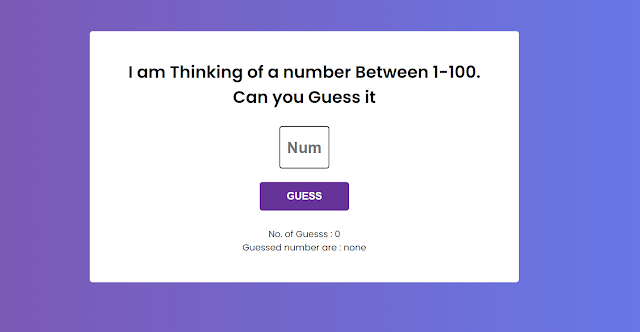 I am Thinking of a number Between 1-100.
Can you Guess it
Num
GUESS
No. of Guesss : 0
Guessed number are : none